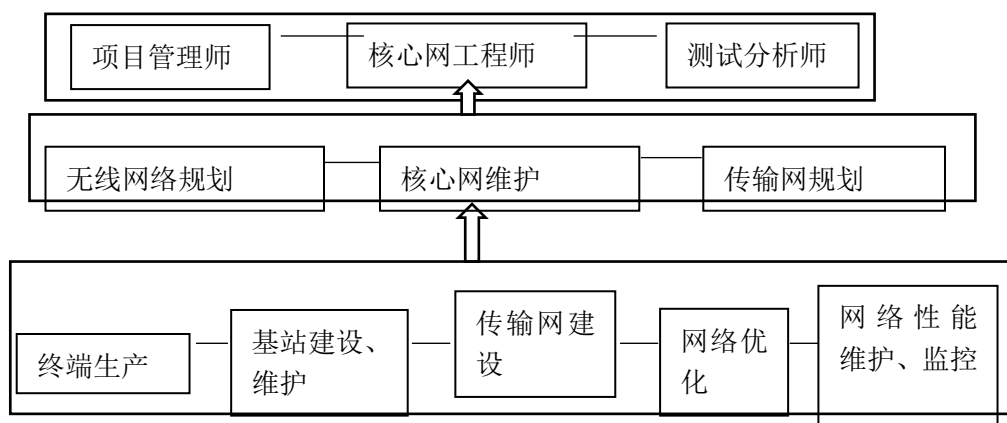 项目管理师
核心网工程师
测试分析师
无线网络规划
核心网维护
传输网规划
终端生产
基站建设、
维护
传输网建
设
网络优
化
网络性能
维护、监控